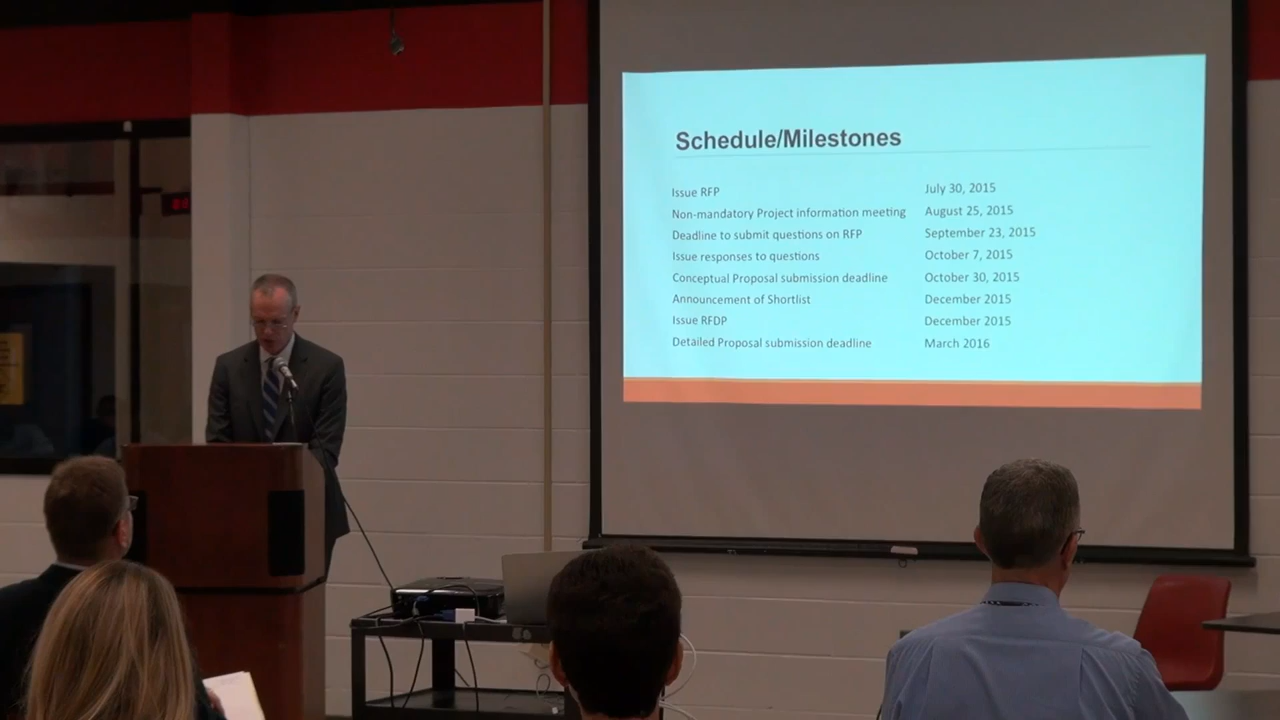 Schedule/Milestones
Issue RFP July 30, 2015
Non-mandatory Project information meeting August 25, 2015
Deadline to submit questions on RFP September 23, 2015
Issue responses to questions October 7, 2015
Conceptual Proposal submission deadline October 30, 2015
Announcement of Shortlist December 2015
Issue RFDP December 2015
Detailed Proposal submission deadline March 2016